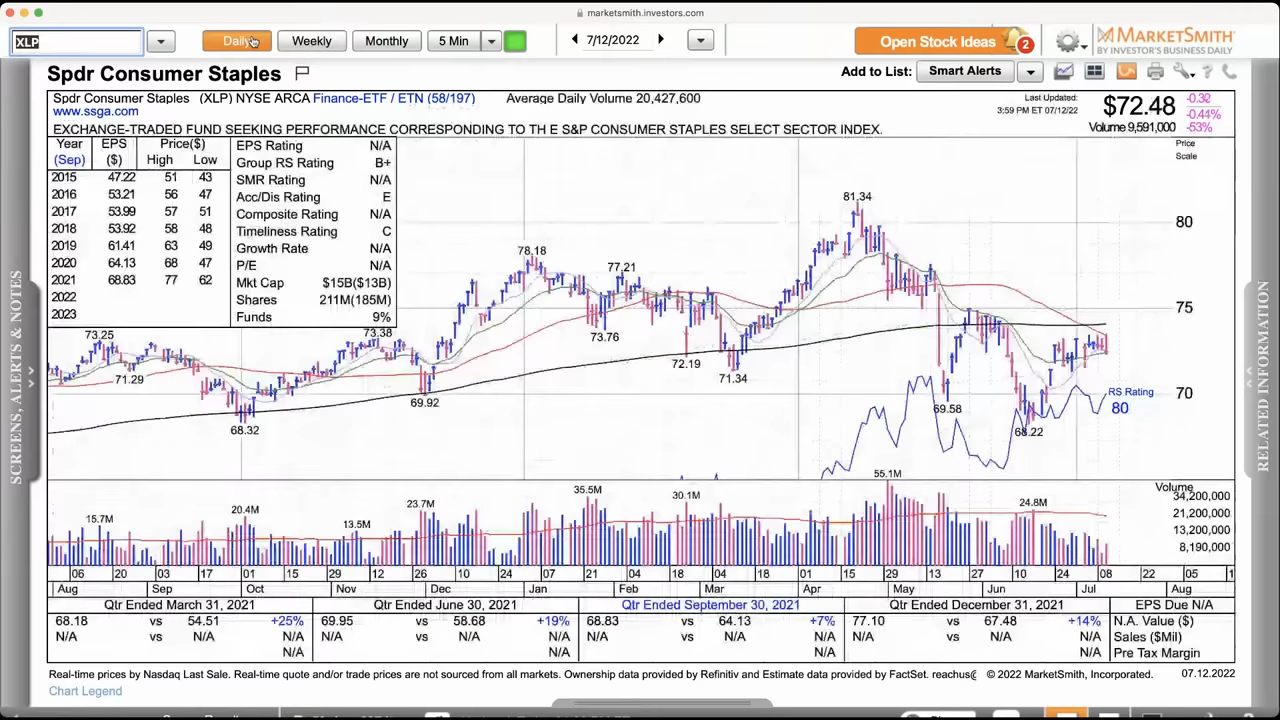 marketsmith.investors.com
XLP
Daily
Weekly
Monthly
5 Min
7/12/2022
Open Stock Ideas
2
MARKETSMITH
BY INVESTOR'S BUSINESS DAILY
Spdr Consumer Staples
Add to List:
Smart Alerts
Spdr Consumer Staples (XLP) NYSE ARCA Finance-ETF / ETN (58/197) Average Daily Volume 20,427,600
www.ssga.com
Last Updated:
3:59 PM ET 07/12/22
$72.48
-0.32
-0.44%
Volume 9,591,000 -53%
EXCHANGE-TRADED FUND SEEKING PERFORMANCE CORRESPONDING TO TH E S&P CONSUMER STAPLES SELECT SECTOR INDEX.
Year EPS Price($)
(Sep) ($) High Low
2015 47.22 51 43
2016 53.21 56 47
2017 53.99 57 51
2018 53.92 58 48
2019 61.41 63 49
2020 64.13 68 47
2021 68.83 77 62
2022
2023
EPS Rating N/A
Group RS Rating B+
SMR Rating N/A
Acc/Dis Rating E
Composite Rating N/A
Timeliness Rating C
Growth Rate N/A
P/E N/A
Mkt Cap $15B($13B)
Shares 211M(185M)
Funds 9%
Price
Scale
80
75
70
81.34
78.18
77.21
73.25
73.38
73.76
72.19
71.34
71.29
69.92
68.32
69.58
68.22
RS Rating
80
Volume
34,200,000
21,200,000
13,200,000
8,190,000
15.7M
20.4M
13.5M
23.7M
35.5M
30.1M
55.1M
24.8M
06 20 03 17 01 15 29 12 26 10 24 07 21 04 18 04 18 01 15 29 13 27 10 24 08 22 05 1
Aug Sep Oct Nov Dec Jan Feb Mar Apr May Jun Jul Aug
Qtr Ended March 31, 2021 Qtr Ended June 30, 2021 Qtr Ended September 30, 2021 Qtr Ended December 31, 2021 EPS Due N/A
68.18 vs 54.51 +25% 69.95 vs 58.68 +19% 68.83 vs 64.13 +7% 77.10 vs 67.48 +14% N.A. Value ($)
N/A vs N/A N/A N/A vs N/A N/A N/A vs N/A N/A N/A vs N/A N/A Sales ($Mil)
N/A N/A N/A N/A Pre Tax Margin
Real-time prices by Nasdaq Last Sale. Real-time quote and/or trade prices are not sourced from all markets. Ownership data provided by Refinitiv and Estimate data provided by FactSet. reachus@ © 2022 MarketSmith, Incorporated. 07.12.2022
Chart Legend
SCREENS, ALERTS & NOTES
RELATED INFORMATION